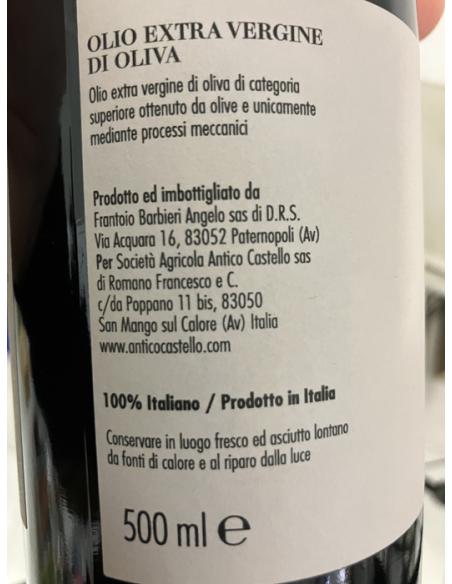 OLIO EXTRA VERGINE
DI OLIVA
Olio extra vergine di oliva di categoria
superiore ottenuto da olive e unicamente
mediante processi meccanici
Prodotto ed imbottigliato da
Frantoio Barbieri Angelo sas di D.R.S.
Via Acquara 16, 83052 Paternopoli (Av)
Per Società Agricola Antico Castello sas
di Romano Francesco e C.
c/da Poppano 11 bis, 83050
San Mango sul Calore (Av) Italia
www.anticocastello.com
100% Italiano / Prodotto in Italia
Conservare in luogo fresco ed asciutto lontano
da fonti di calore e al riparo dalla luce
500 ml ℮